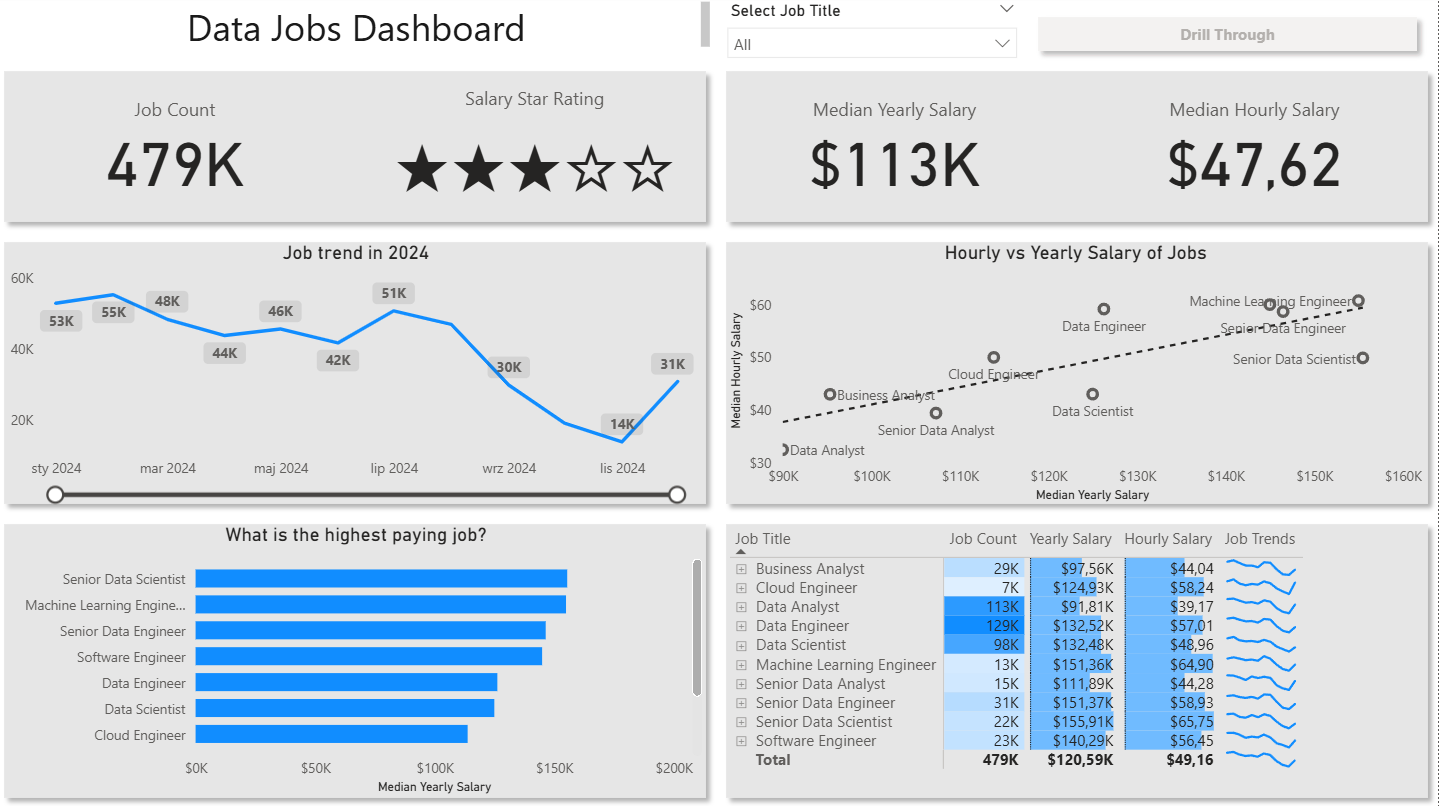 Data Jobs Dashboard
Select Job Title
All
Drill Through
Job Count
479K
Salary Star Rating
Median Yearly Salary
$113K
Median Hourly Salary
$47,62
Job trend in 2024
60K
40K
20K
53K
55K
48K
44K
46K
42K
51K
30K
14K
31K
sty 2024
mar 2024
maj 2024
lip 2024
wrz 2024
lis 2024
Hourly vs Yearly Salary of Jobs
Median Hourly Salary
$60
$50
$40
$30
Machine Learning Engineer
Data Engineer
Senior Data Engineer
Senior Data Scientist
Cloud Engineer
Business Analyst
Data Scientist
Senior Data Analyst
Data Analyst
$90K
$100K
$110K
$120K
$130K
$140K
$150K
$160K
Median Yearly Salary
What is the highest paying job?
Senior Data Scientist
Machine Learning Engine...
Senior Data Engineer
Software Engineer
Data Engineer
Data Scientist
Cloud Engineer
$0K
$50K
$100K
$150K
$200K
Median Yearly Salary
Job Title Job Count Yearly Salary Hourly Salary Job Trends
Business Analyst 29K $97,56K $44,04
Cloud Engineer 7K $124,93K $58,24
Data Analyst 113K $91,81K $39,17
Data Engineer 129K $132,52K $57,01
Data Scientist 98K $132,48K $48,96
Machine Learning Engineer 13K $151,36K $64,90
Senior Data Analyst 15K $111,89K $44,28
Senior Data Engineer 31K $151,37K $58,93
Senior Data Scientist 22K $155,91K $65,75
Software Engineer 23K $140,29K $56,45
Total 479K $120,59K $49,16